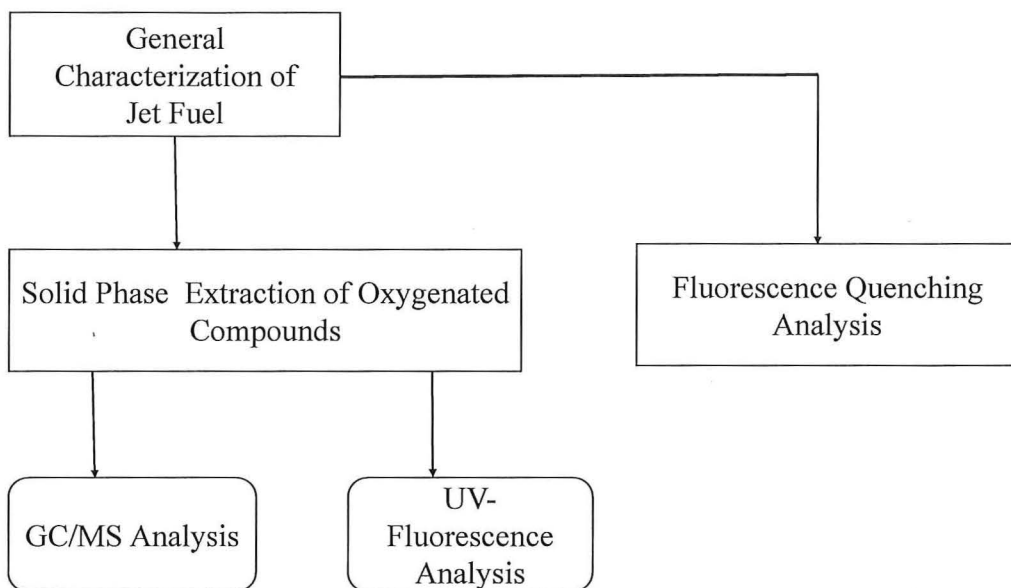 General
Characterization of
Jet Fuel
Solid Phase Extraction of Oxygenated
Compounds
Fluorescence Quenching
Analysis
GC/MS Analysis
UV-
Fluorescence
Analysis